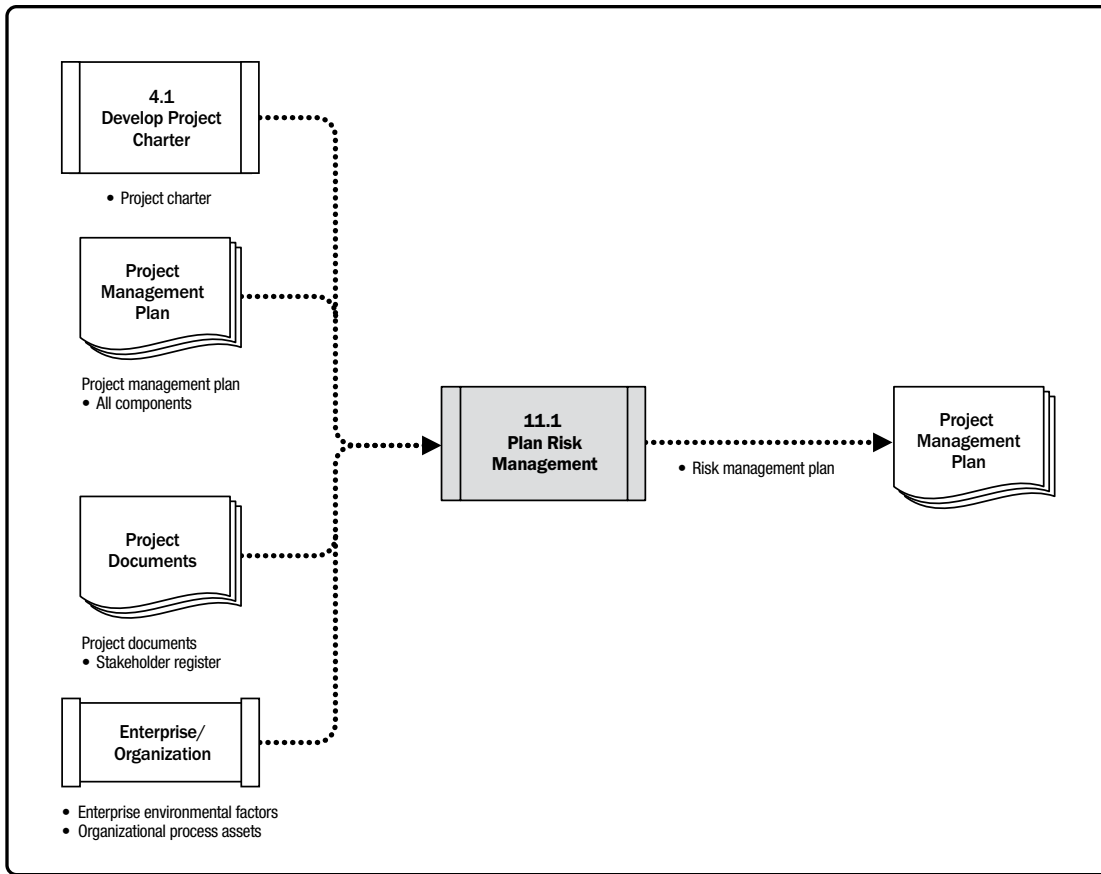 4.1
Develop Project
Charter
• Project charter
Project
Management
Plan
Project management plan
• All components
Project
Documents
Project documents
• Stakeholder register
Enterprise/
Organization
• Enterprise environmental factors
• Organizational process assets
11.1
Plan Risk
Management
• Risk management plan
Project
Management
Plan